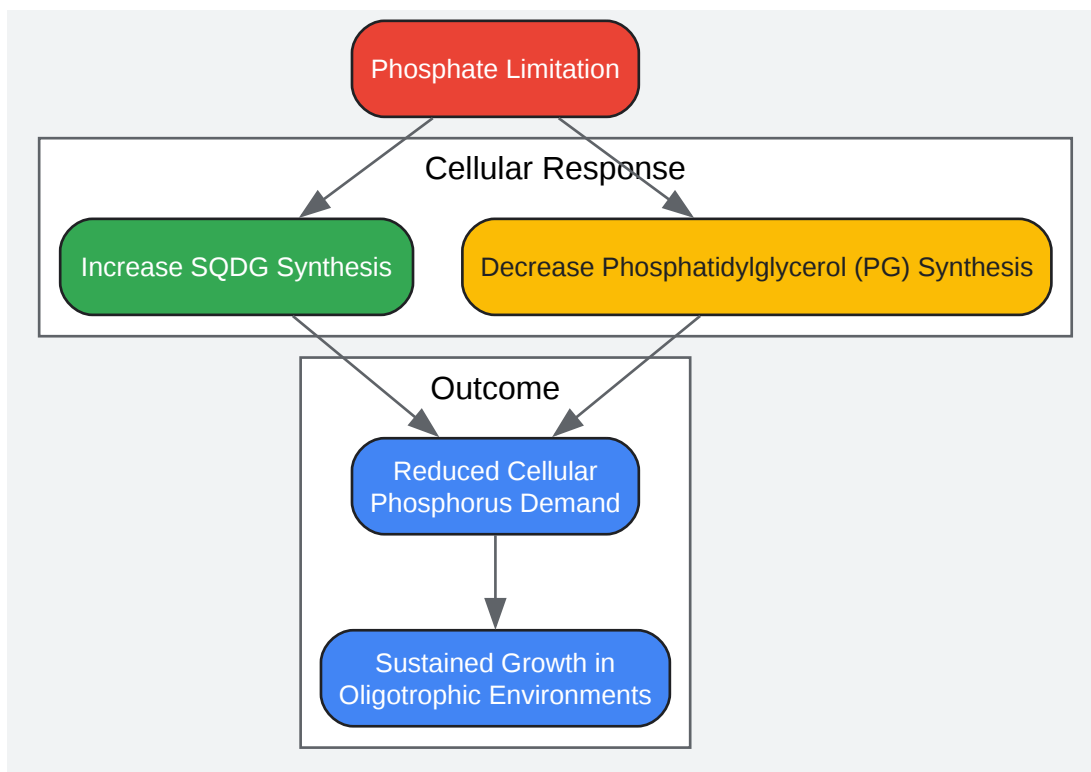 Phosphate Limitation
Cellular Response
Increase SQDG Synthesis
Decrease Phosphatidylglycerol (PG) Synthesis
Outcome
Reduced Cellular
Phosphorus Demand
Sustained Growth in
Oligotrophic Environments